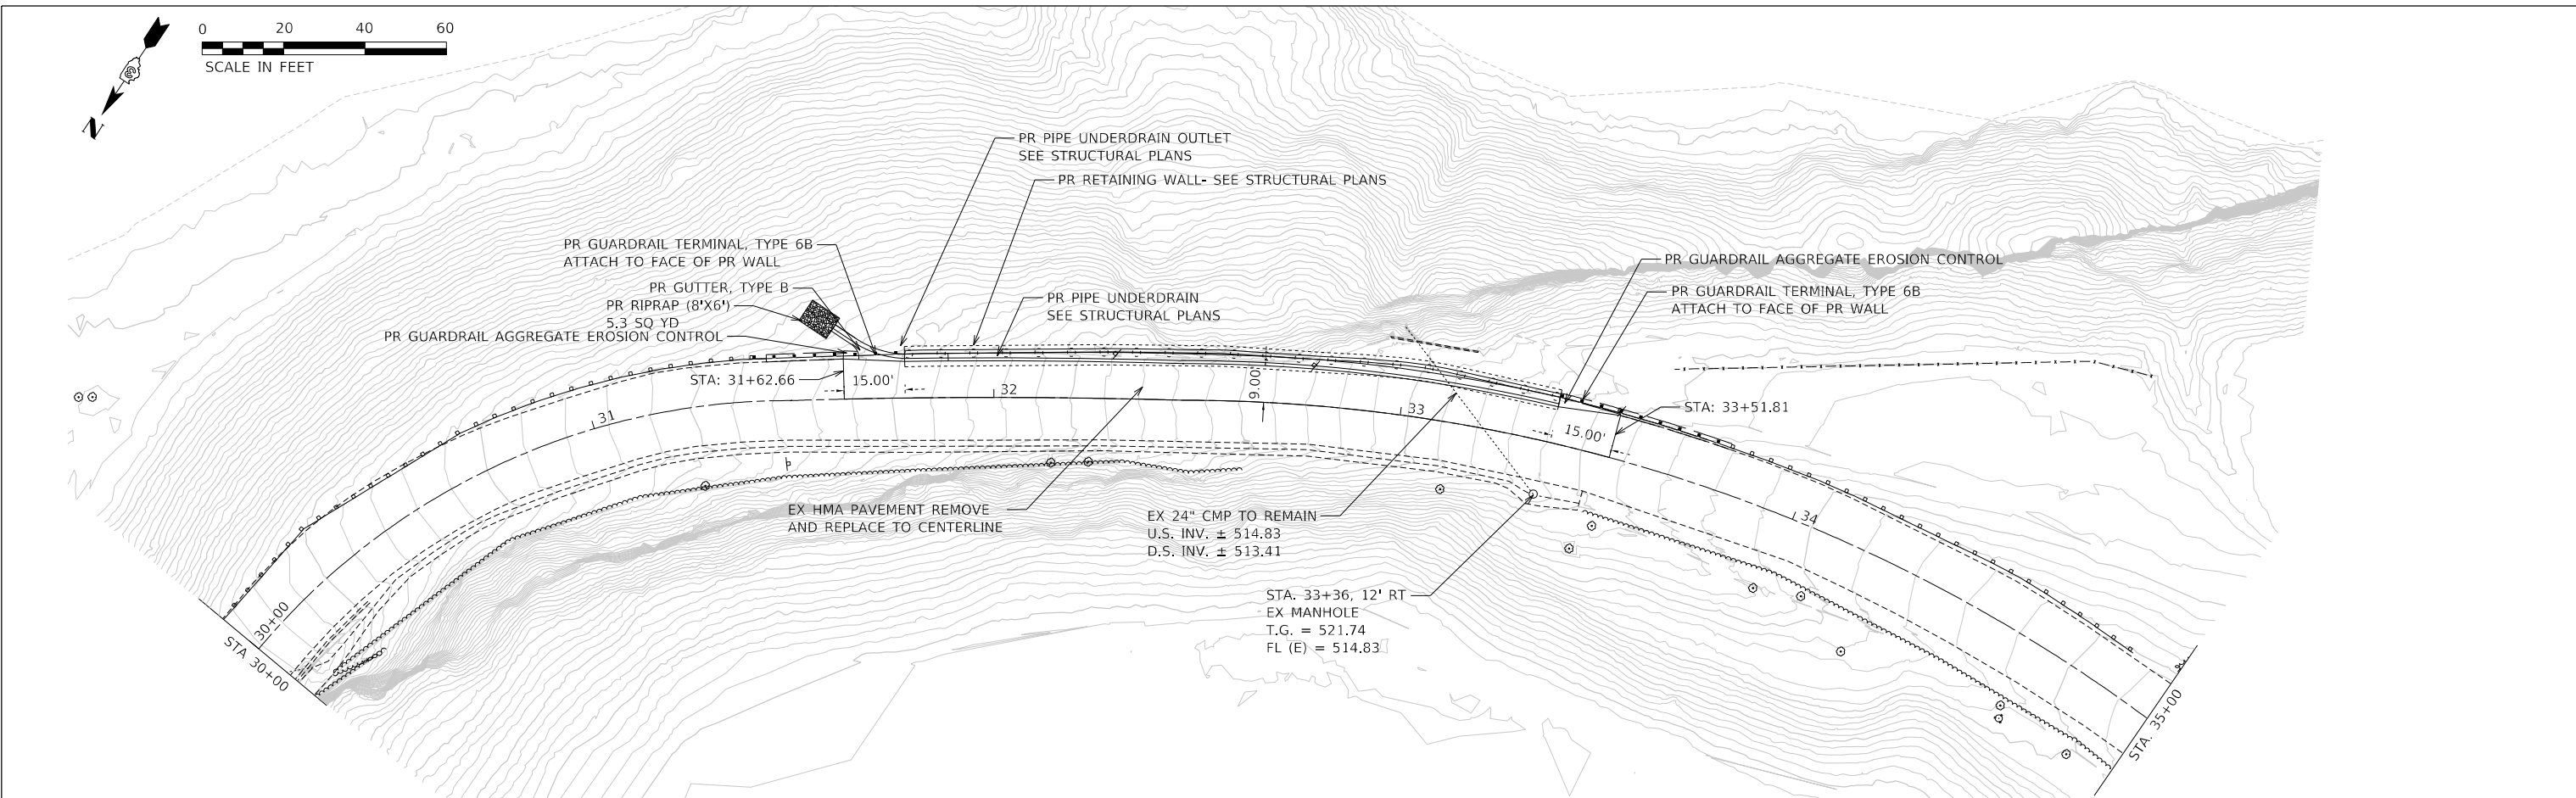 0 20 40 60
SCALE IN FEET
N
PR PIPE UNDERDRAIN OUTLET
SEE STRUCTURAL PLANS
PR RETAINING WALL- SEE STRUCTURAL PLANS
PR GUARDRAIL TERMINAL, TYPE 6B
ATTACH TO FACE OF PR WALL
PR GUTTER, TYPE B
PR RIPRAP (8'X6')
5.3 SQ YD
PR GUARDRAIL AGGREGATE EROSION CONTROL
PR PIPE UNDERDRAIN
SEE STRUCTURAL PLANS
PR GUARDRAIL AGGREGATE EROSION CONTROL
PR GUARDRAIL TERMINAL, TYPE 6B
ATTACH TO FACE OF PR WALL
STA: 31+62.66
15.00'
32
9.00'
33
31
STA: 33+51.81
15.00'
EX HMA PAVEMENT REMOVE
AND REPLACE TO CENTERLINE
EX 24" CMP TO REMAIN
U.S. INV. ± 514.83
D.S. INV. ± 513.41
34
STA. 33+36, 12' RT
EX MANHOLE
T.G. = 521.74
FL (E) = 514.83
30+00
STA 30+00
STA. 35+00